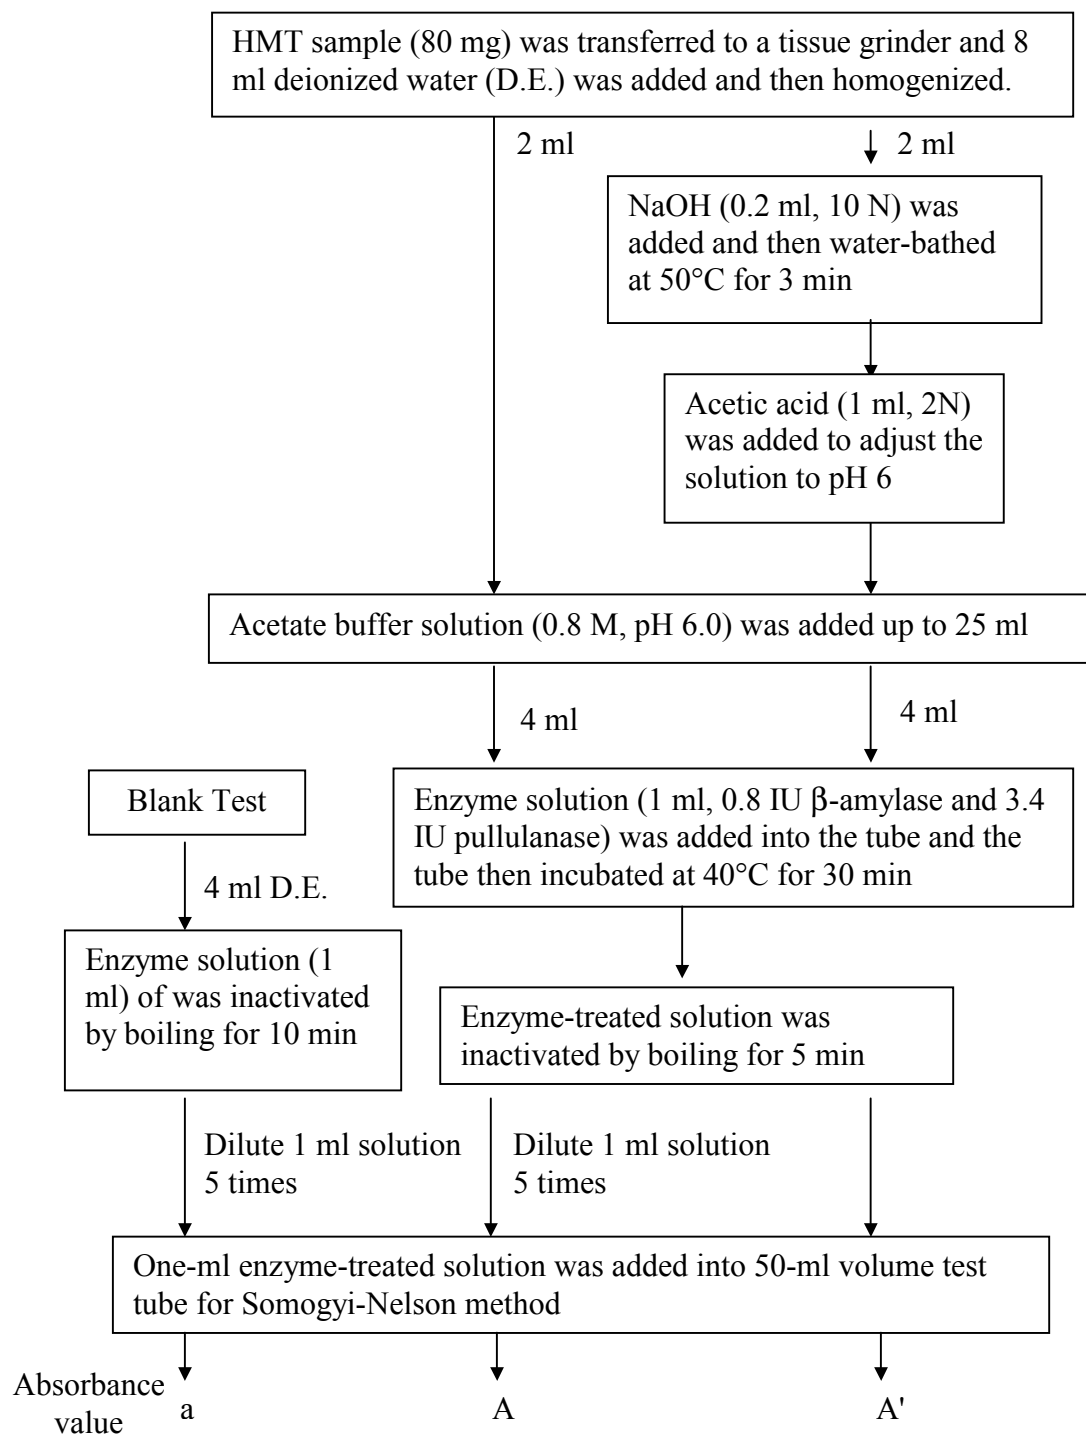 HMT sample (80 mg) was transferred to a tissue grinder and 8
ml deionized water (D.E.) was added and then homogenized.
2 ml
2 ml
NaOH (0.2 ml, 10 N) was
added and then water-bathed
at 50°C for 3 min
Acetic acid (1 ml, 2N)
was added to adjust the
solution to pH 6
Acetate buffer solution (0.8 M, pH 6.0) was added up to 25 ml
4 ml
4 ml
Blank Test
Enzyme solution (1 ml, 0.8 IU β-amylase and 3.4
IU pullulanase) was added into the tube and the
tube then incubated at 40°C for 30 min
4 ml D.E.
Enzyme solution (1
ml) of was inactivated
by boiling for 10 min
Enzyme-treated solution was
inactivated by boiling for 5 min
Dilute 1 ml solution
5 times
Dilute 1 ml solution
5 times
One-ml enzyme-treated solution was added into 50-ml volume test
tube for Somogyi-Nelson method
Absorbance
value
a
A
A'